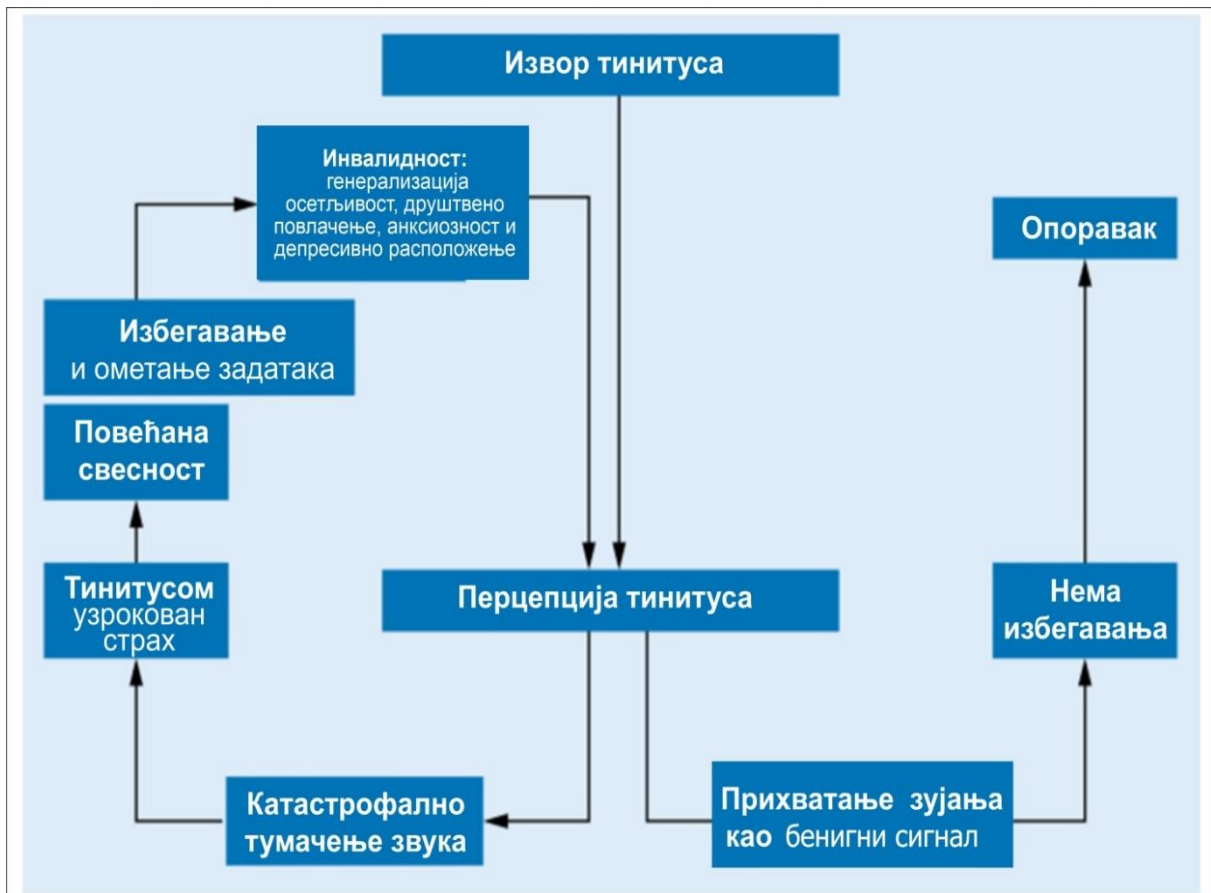 Извор тинитуса
Инвалидност:
генерализација
осетљивост, друштвено
повлачење, анксиозност и
депресивно расположење
Опоравак
Избегавање
и ометање задатака
Повећана
свесност
Тинитусом
узрокован
страх
Перцепција тинитуса
Нема
избегавања
Катастрофално
тумачење звука
Прихватање зујања
као бенигни сигнал